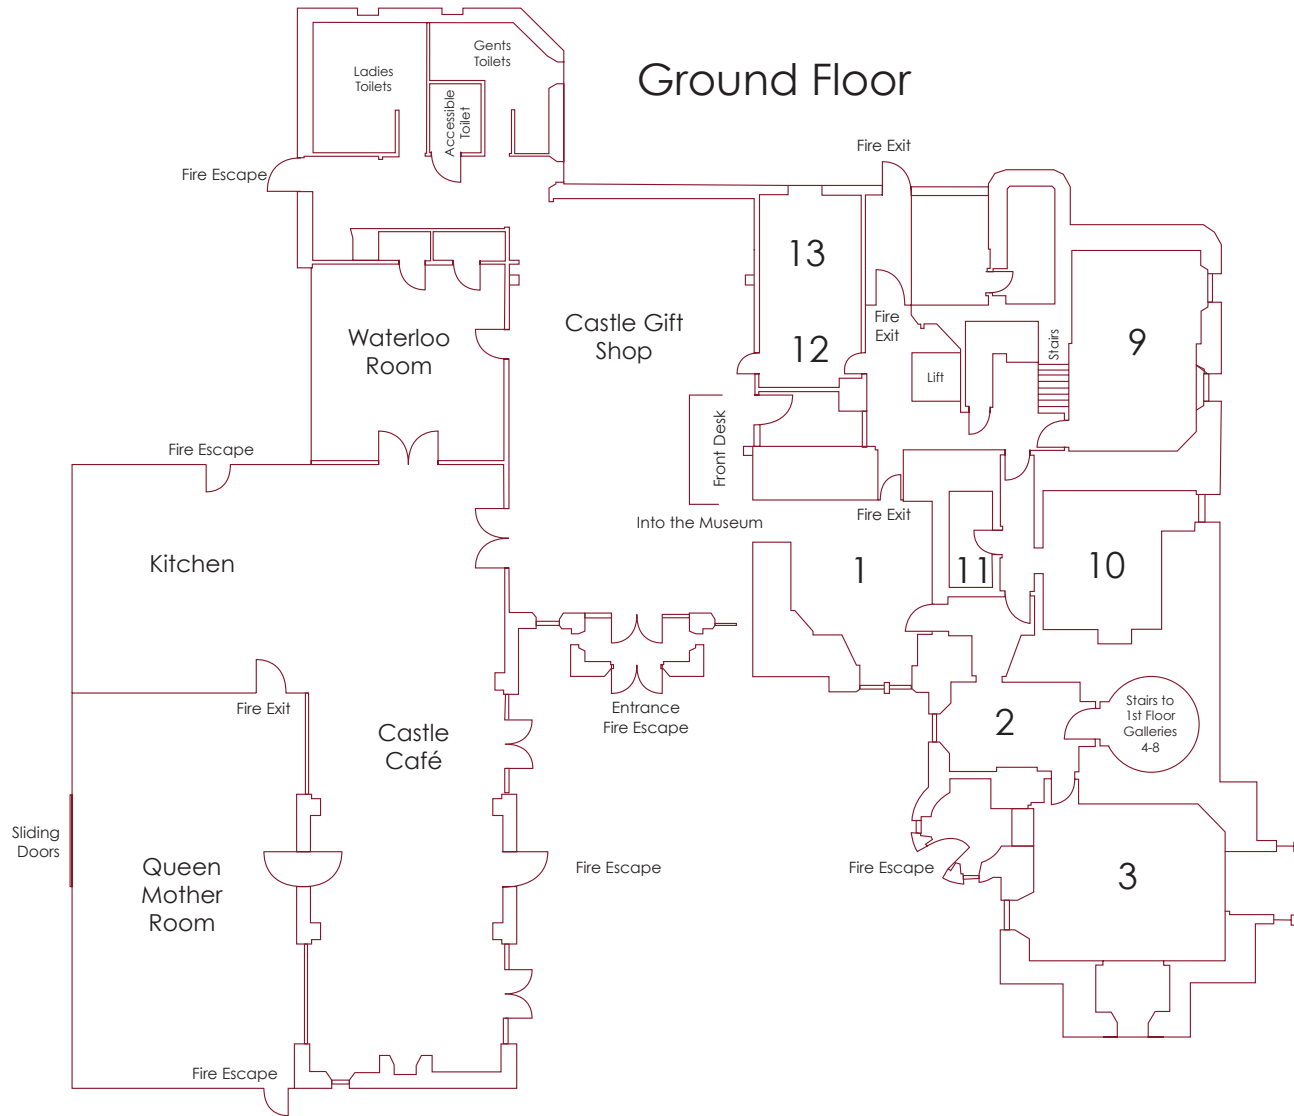 Ground Floor
Gents
Toilets
Ladies
Toilets
Accessible
Toilet
Fire Exit
Fire Escape
13
Castle Gift
Shop
Waterloo
Room
12
Fire
Exit
Stairs
9
Lift
Front Desk
Fire Escape
Into the Museum
Fire Exit
Kitchen
1
11
10
Fire Exit
Entrance
Fire Escape
Castle
Café
2
Stairs to
1st Floor
Galleries
4-8
Sliding
Doors
Queen
Mother
Room
Fire Escape
Fire Escape
3
Fire Escape